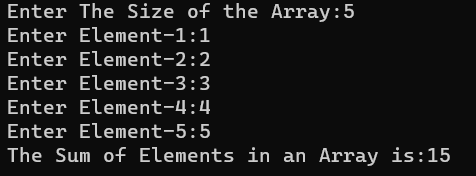 Enter The Size of the Array:5
Enter Element-1:1
Enter Element-2:2
Enter Element-3:3
Enter Element-4:4
Enter Element-5:5
The Sum of Elements in an Array is:15